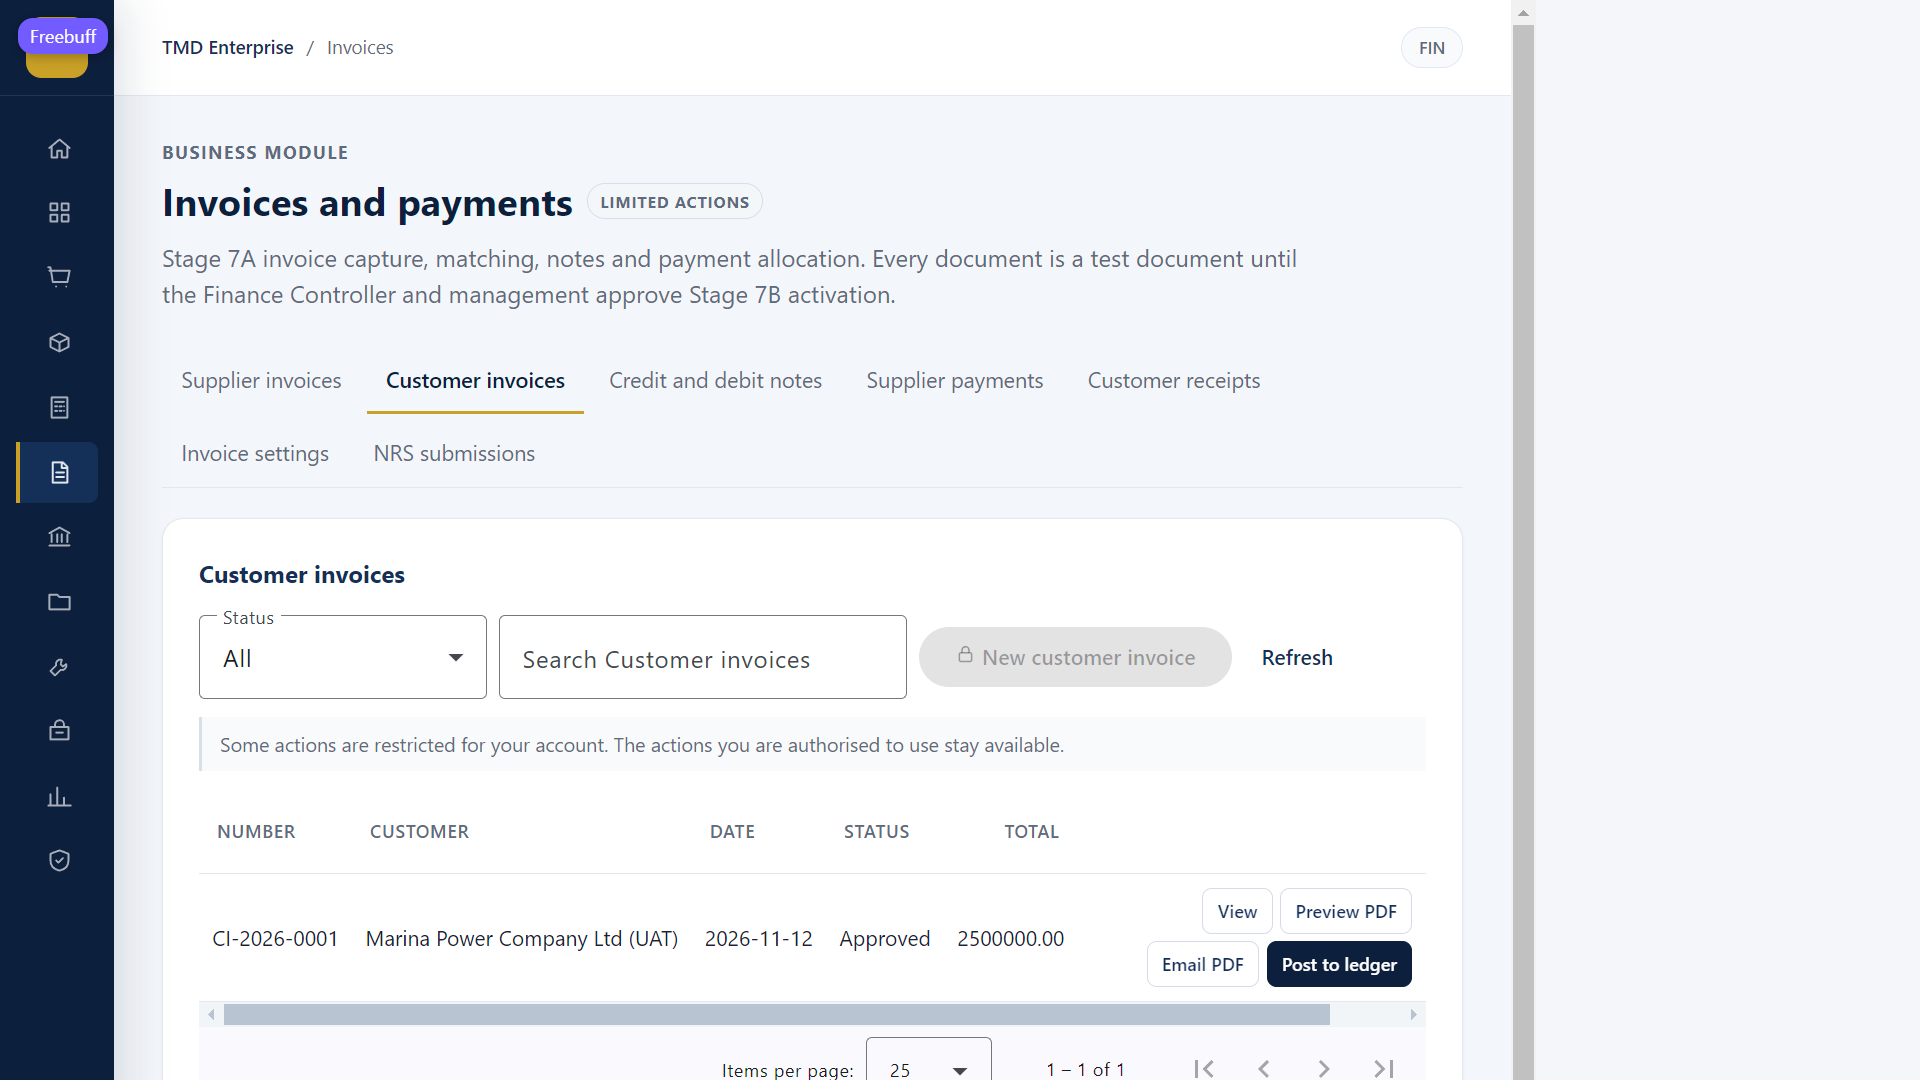 Freebuff
TMD Enterprise / Invoices
FIN
BUSINESS MODULE
Invoices and payments
LIMITED ACTIONS
Stage 7A invoice capture, matching, notes and payment allocation. Every document is a test document until
the Finance Controller and management approve Stage 7B activation.
Supplier invoices
Customer invoices
Credit and debit notes
Supplier payments
Customer receipts
Invoice settings
NRS submissions
Customer invoices
Status
All
Search Customer invoices
New customer invoice
Refresh
Some actions are restricted for your account. The actions you are authorised to use stay available.
NUMBER CUSTOMER DATE STATUS TOTAL
CI-2026-0001 Marina Power Company Ltd (UAT) 2026-11-12 Approved 2500000.00
View
Preview PDF
Email PDF
Post to ledger
Items per page: 25 1 – 1 of 1